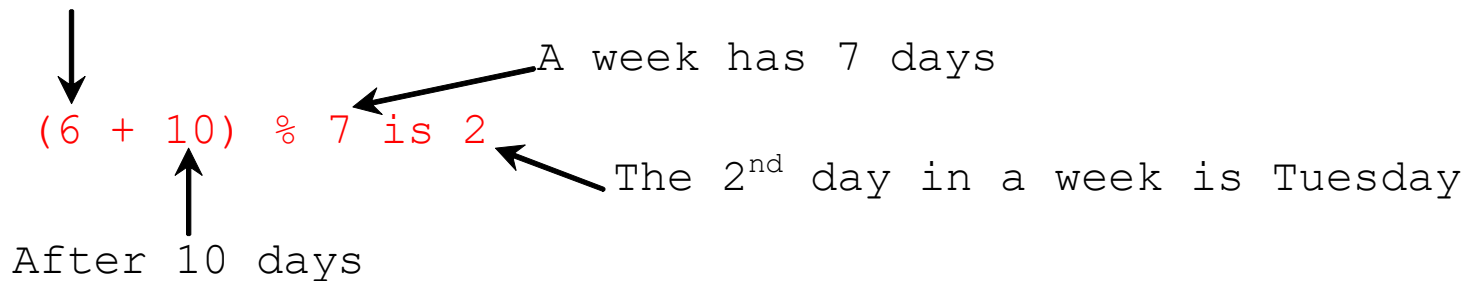 A week has 7 days
(6 + 10) % 7 is 2
The 2nd day in a week is Tuesday
After 10 days